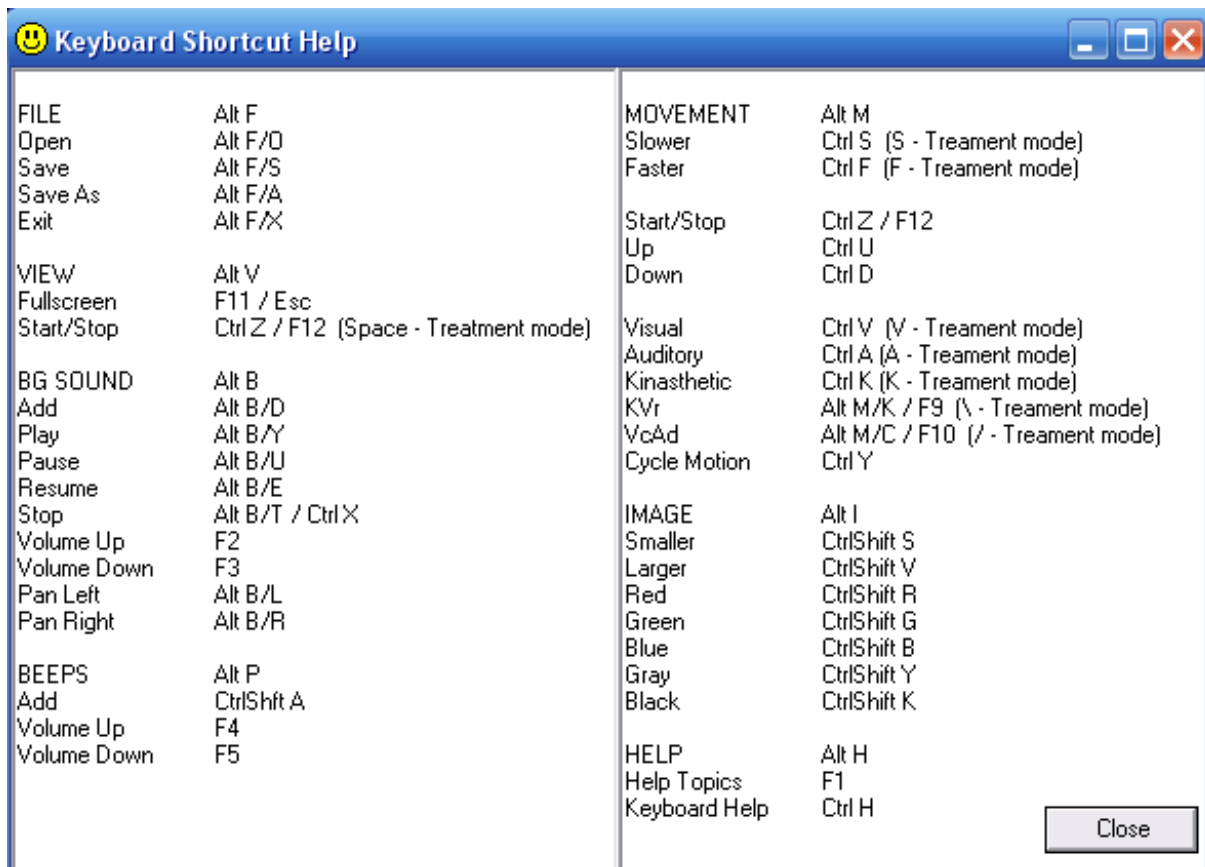 Keyboard Shortcut Help
FILE Alt F
Open Alt F/O
Save Alt F/S
Save As Alt F/A
Exit Alt F/X
VIEW Alt V
Fullscreen F11 / Esc
Start/Stop Ctrl Z / F12 (Space - Treatment mode)
BG SOUND Alt B
Add Alt B/D
Play Alt B/Y
Pause Alt B/U
Resume Alt B/E
Stop Alt B/T / Ctrl X
Volume Up F2
Volume Down F3
Pan Left Alt B/L
Pan Right Alt B/R
BEEPS Alt P
Add CtrlShft A
Volume Up F4
Volume Down F5
MOVEMENT Alt M
Slower Ctrl S (S - Treament mode)
Faster Ctrl F (F - Treament mode)
Start/Stop Ctrl Z / F12
Up Ctrl U
Down Ctrl D
Visual Ctrl V (V - Treament mode)
Auditory Ctrl A (A - Treament mode)
Kinasthetic Ctrl K (K - Treament mode)
KVr Alt M/K / F9 (\ - Treament mode)
VcAd Alt M/C / F10 (/ - Treament mode)
Cycle Motion Ctrl Y
IMAGE Alt I
Smaller CtrlShift S
Larger CtrlShift V
Red CtrlShift R
Green CtrlShift G
Blue CtrlShift B
Gray CtrlShift Y
Black CtrlShift K
HELP Alt H
Help Topics F1
Keyboard Help Ctrl H
Close